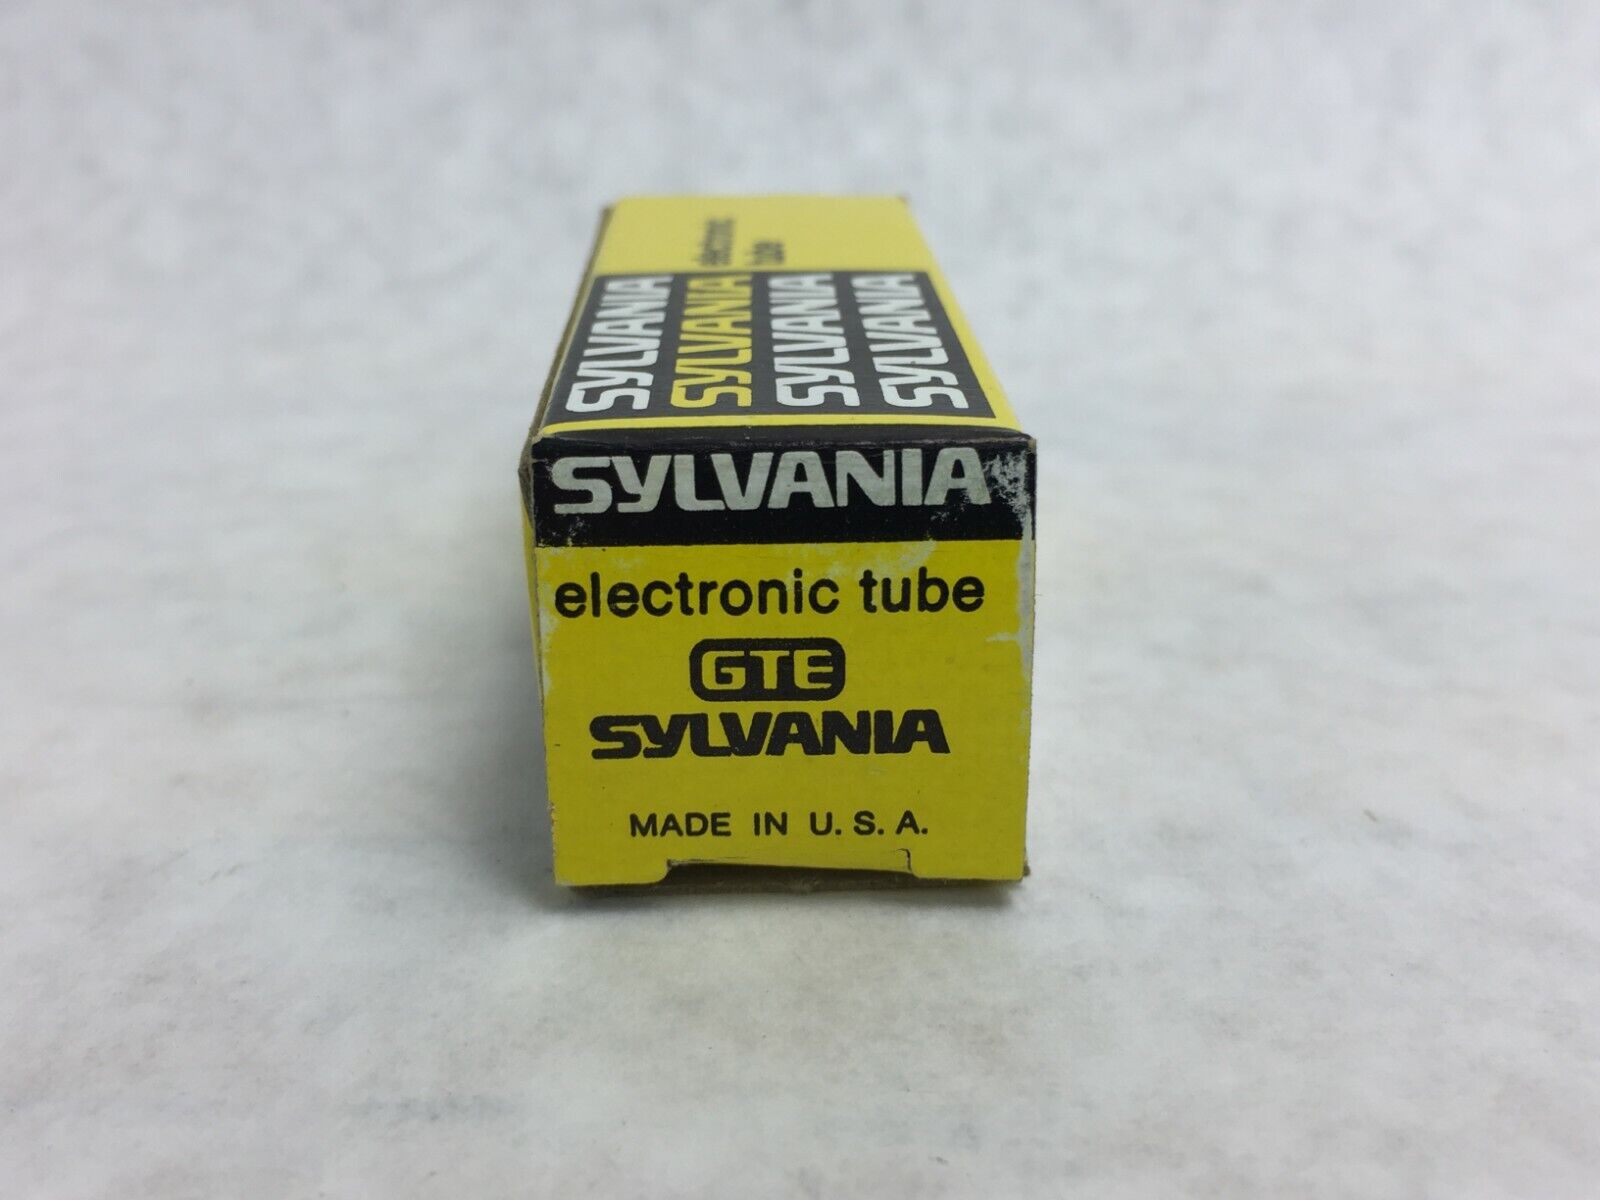 electronic
tube
SYLVANIA
SYLVANIA
SYLVANIA
SYLVANIA
SYLVANIA
electronic tube
GTE
SYLVANIA
MADE IN U.S.A.